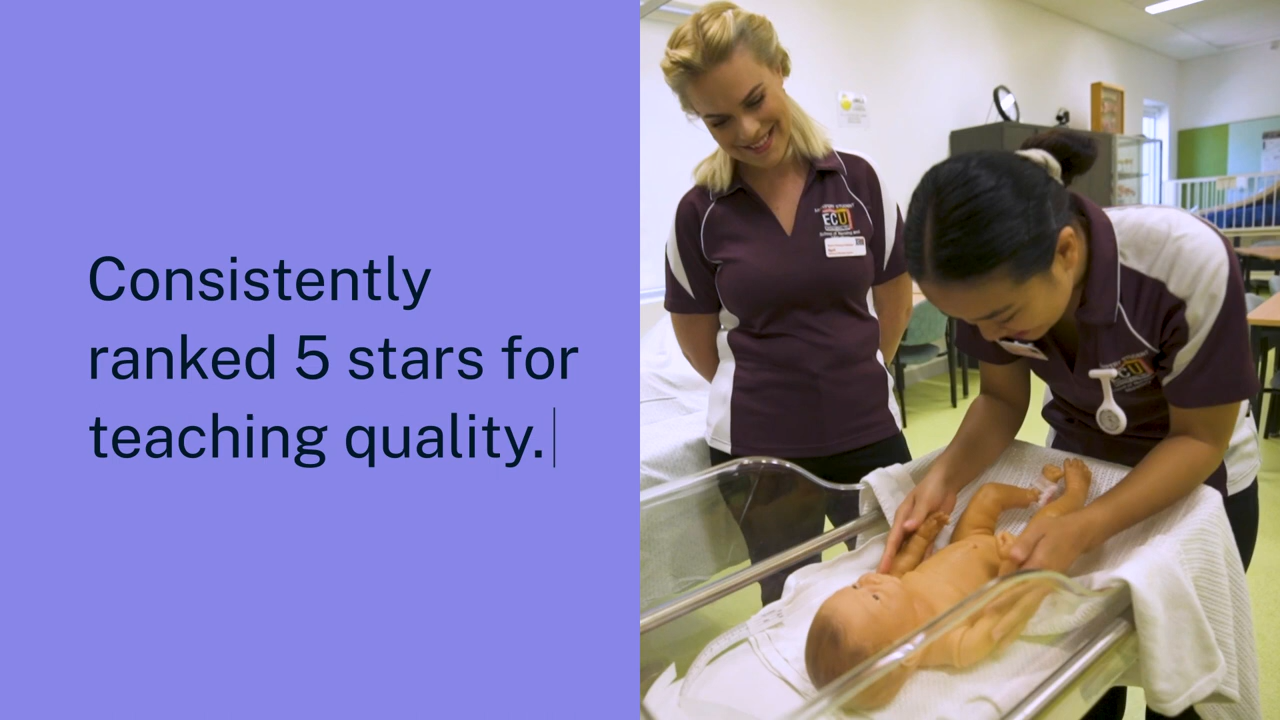 Consistently
ranked 5 stars for
teaching quality.
ECU
ECU